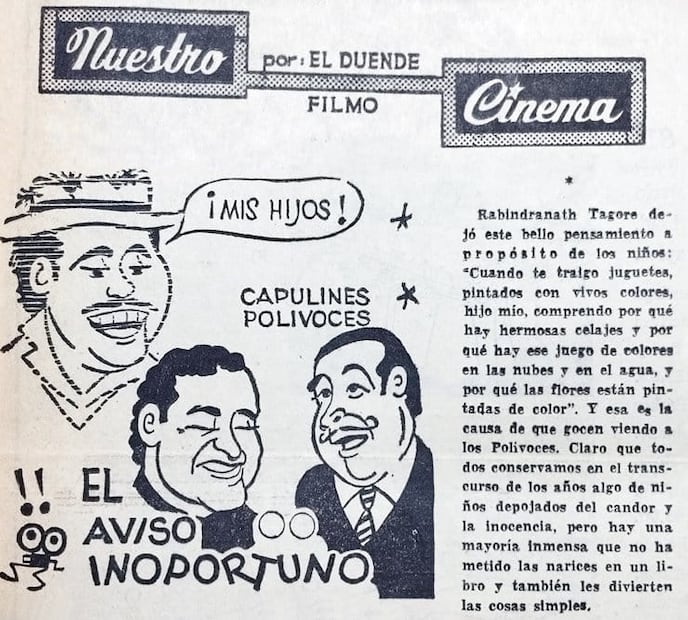 Nuestro
por: EL DUENDE
FILMO
Cinema
¡MIS HIJOS!
CAPULINES
POLIVOCES
!! EL
AVISO
INOPORTUNO
*
Rabindranath Tagore de-
jó este bello pensamiento a
propósito de los niños:
"Cuando te traigo juguetes,
pintados con vivos colores,
hijo mío, comprendo por qué
hay hermosas celajes y por
qué hay ese juego de colores
en las nubes y en el agua, y
por qué las flores están pin-
tadas de color". Y esa es la
causa de que gocen viendo a
los Polivoces. Claro que to-
dos conservamos en el trans-
curso de los años algo de ni-
ños depojados del candor y
la inocencia, pero hay una
mayoría inmensa que no ha
metido las narices en un li-
bro y también les divierten
las cosas simples.